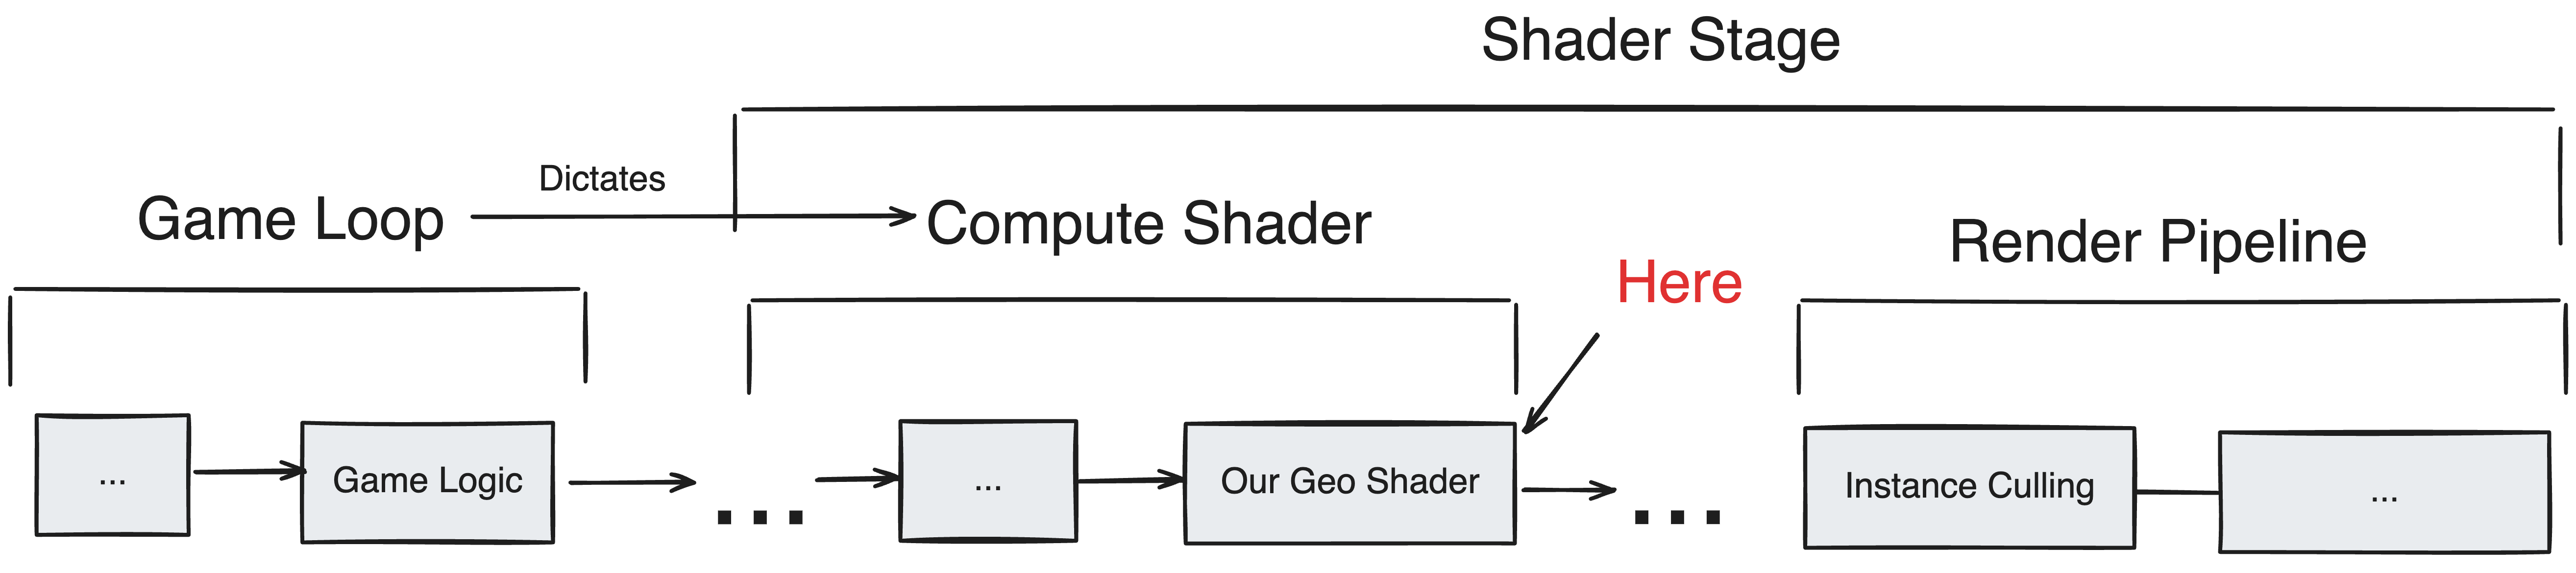 Shader Stage
Dictates
Game Loop
Compute Shader
Render Pipeline
Here
...
Game Logic
...
...
Our Geo Shader
...
Instance Culling
...